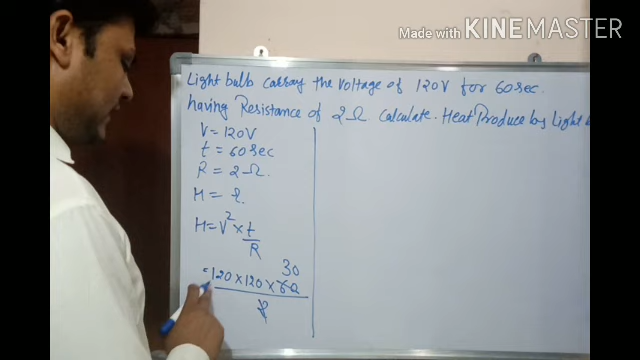 Made with KINEMASTER
Light bulb carray the voltage of 120V for 60sec.
having Resistance of 2Ω Calculate. Heat Produce by Light
V = 120V
t = 60sec
R = 2Ω.
H = ?.
H = V² × t
R
30
= 120 × 120 × 60
2